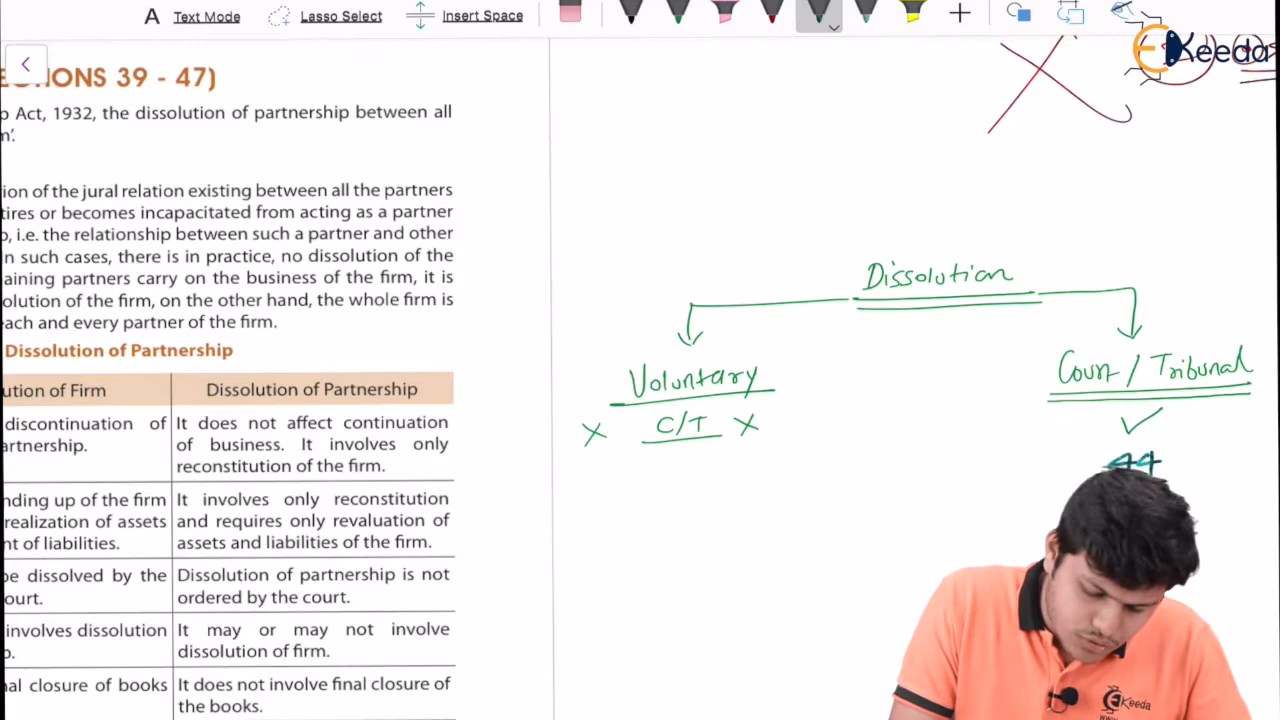 A Text Mode Lasso Select Insert Space
EKeeda
SECTIONS 39 - 47)
p Act, 1932, the dissolution of partnership between all
m'.
ion of the jural relation existing between all the partners
tires or becomes incapacitated from acting as a partner
p, i.e. the relationship between such a partner and other
n such cases, there is in practice, no dissolution of the
aining partners carry on the business of the firm, it is
olution of the firm, on the other hand, the whole firm is
each and every partner of the firm.
Dissolution of Partnership
ution of Firm
Dissolution of Partnership
discontinuation of
artnership.
It does not affect continuation
of business. It involves only
reconstitution of the firm.
nding up of the firm
realization of assets
nt of liabilities.
It involves only reconstitution
and requires only revaluation of
assets and liabilities of the firm.
be dissolved by the
ourt.
Dissolution of partnership is not
ordered by the court.
involves dissolution
p.
It may or may not involve
dissolution of firm.
al closure of books
It does not involve final closure of
the books.
Dissolution
Voluntary
C/T
Court / Tribunal
44
EKeeda